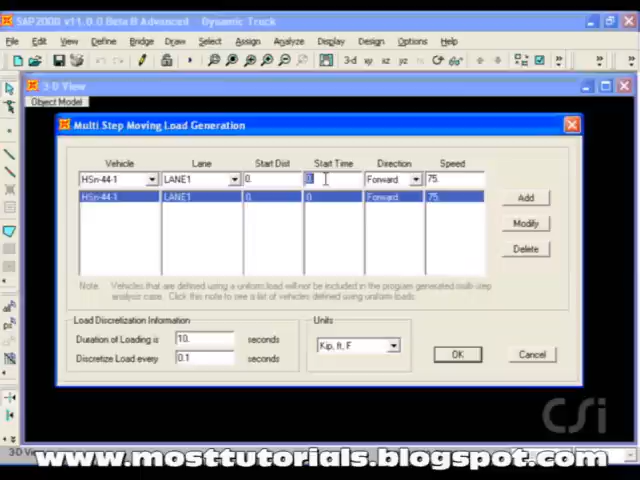 SAP2000 v11.0.0 Beta B Advanced - Dynamic Truck
File Edit View Define Bridge Draw Select Assign Analyze Display Design Options Help
3-d xy xz yz
3-D View
Object Model
Multi Step Moving Load Generation
Vehicle Lane Start Dist Start Time Direction Speed
HSn-44-1 LANE1 0. 0. Forward 75.
HSn-44-1 LANE1 0. 0. Forward 75.
Add
Modify
Delete
Note: Vehicles that are defined using a uniform load will not be included in the program generated multi-step
analysis case. Click this note to see a list of vehicles defined using uniform loads.
Load Discretization Information
Duration of Loading is 10. seconds
Discretize Load every 0.1 seconds
Units
Kip, ft, F
OK
Cancel
CSi
www.mosttutorials.blogspot.com